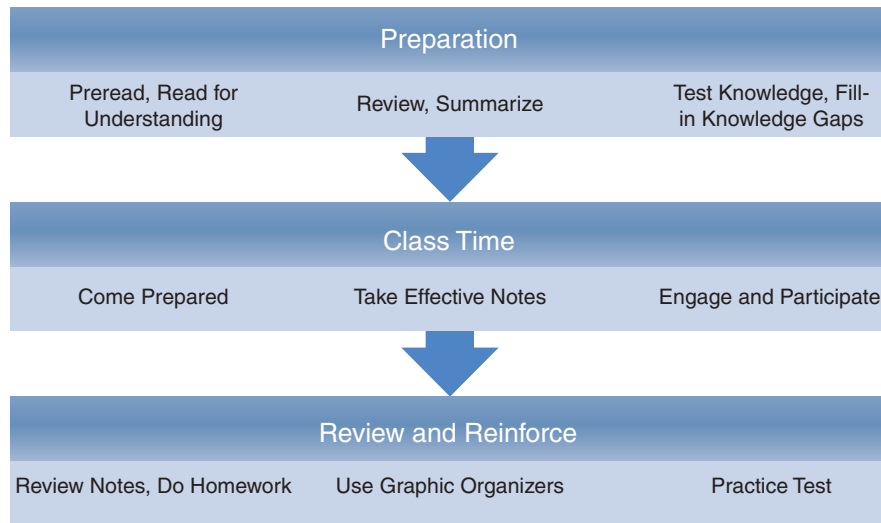 Preparation
Preread, Read for
Understanding
Review, Summarize
Test Knowledge, Fill-
in Knowledge Gaps
Class Time
Come Prepared
Take Effective Notes
Engage and Participate
Review and Reinforce
Review Notes, Do Homework
Use Graphic Organizers
Practice Test